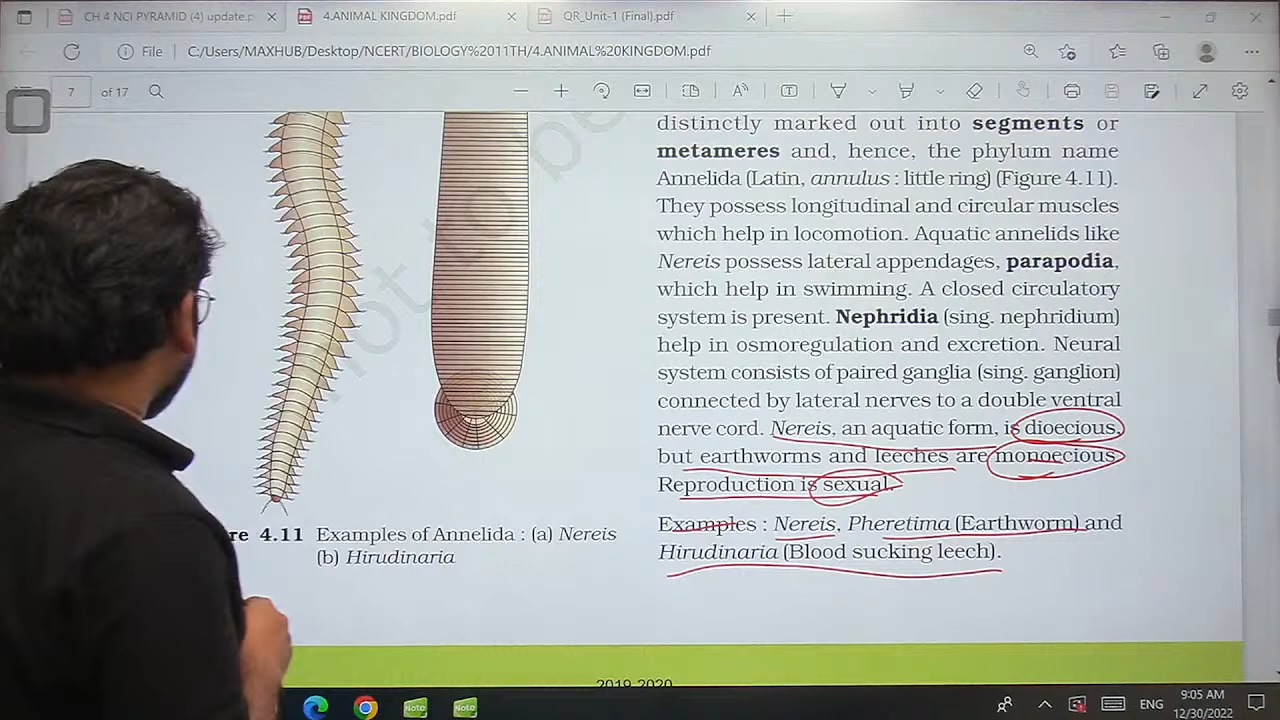 CH 4 NCI PYRAMID (4) update.p
4.ANIMAL KINGDOM.pdf
QR_Unit-1 (Final).pdf
File
C:/Users/MAXHUB/Desktop/NCERT/BIOLOGY%2011TH/4.ANIMAL%20KINGDOM.pdf
7 of 17
distinctly marked out into segments or
metameres and, hence, the phylum name
Annelida (Latin, annulus : little ring) (Figure 4.11).
They possess longitudinal and circular muscles
which help in locomotion. Aquatic annelids like
Nereis possess lateral appendages, parapodia,
which help in swimming. A closed circulatory
system is present. Nephridia (sing. nephridium)
help in osmoregulation and excretion. Neural
system consists of paired ganglia (sing. ganglion)
connected by lateral nerves to a double ventral
nerve cord. Nereis, an aquatic form, is dioecious,
but earthworms and leeches are monoecious.
Reproduction is sexual.
Examples : Nereis, Pheretima (Earthworm) and
Hirudinaria (Blood sucking leech).
not to be
re 4.11 Examples of Annelida : (a) Nereis
(b) Hirudinaria
2019-2020
Note
Note
ENG
9:05 AM
12/30/2022